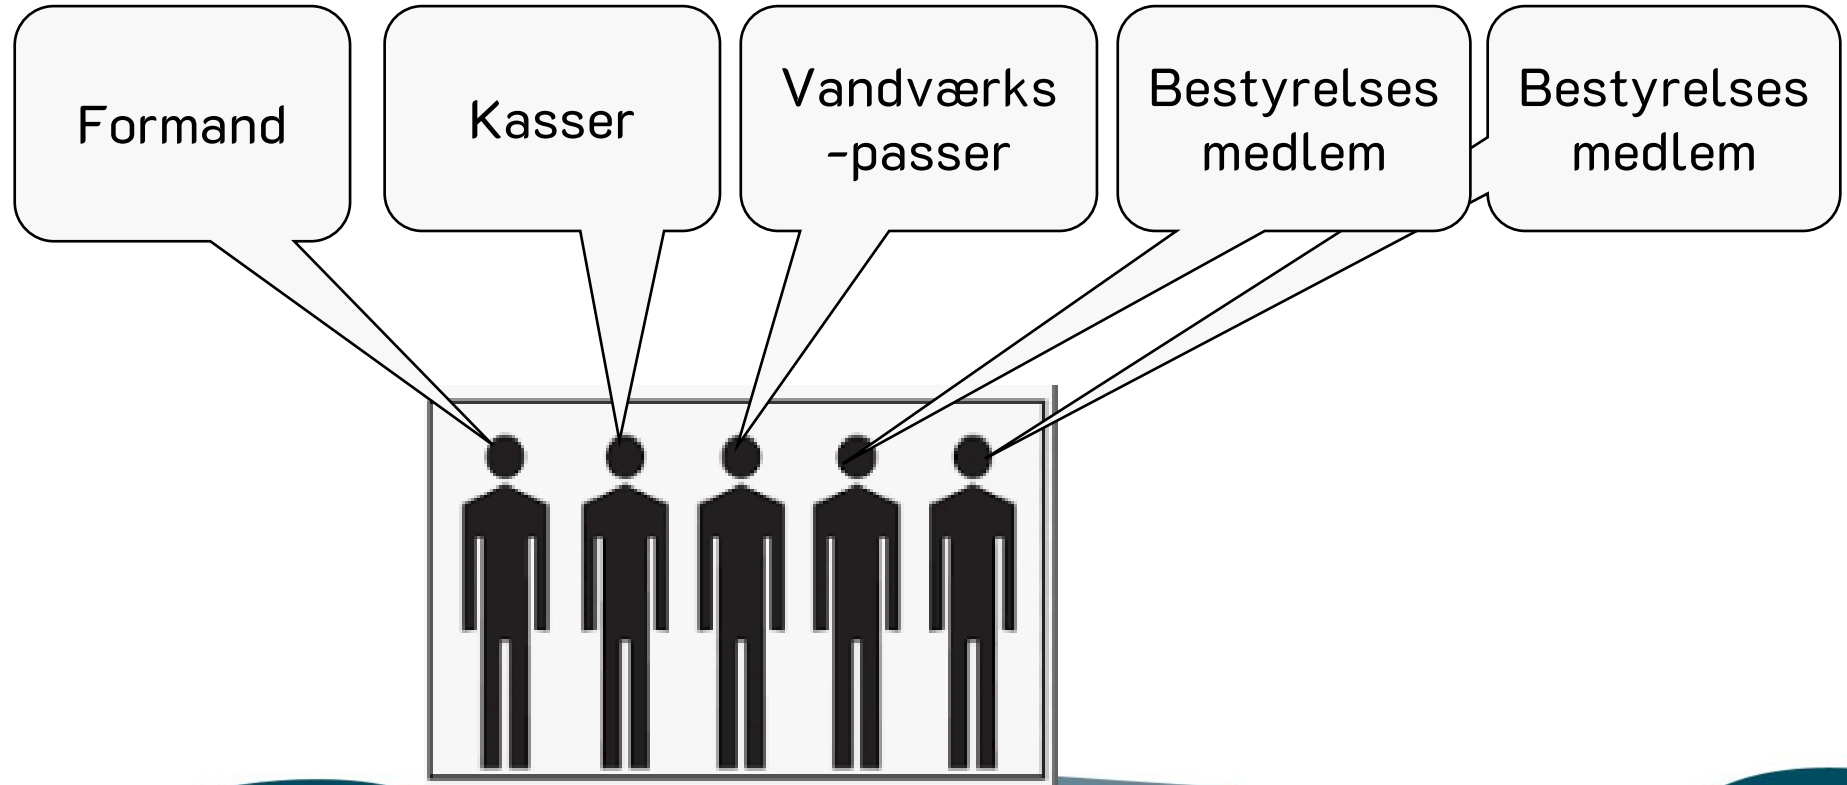 Formand
Kasser
Vandværks
-passer
Bestyrelses
medlem
Bestyrelses
medlem